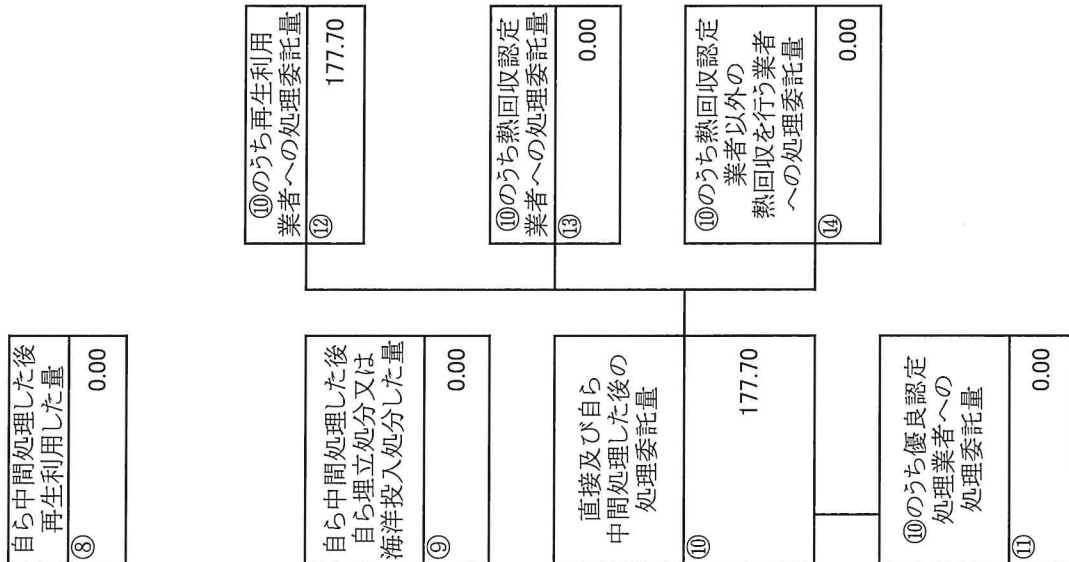 自ら中間処理した後
再生利用した量
⑧
0.00
自ら中間処理した後
自ら埋立処分又は
海洋投入処分した量
⑨
0.00
直接及び自ら
中間処理した後の
処理委託量
⑩
177.70
⑩のうち優良認定
処理業者への
処理委託量
⑪
0.00
⑩のうち再生利用
業者への処理委託量
⑫
177.70
⑩のうち熱回収認定
業者への処理委託量
⑬
0.00
⑩のうち熱回収認定
業者以外の
熱回収を行う業者
への処理委託量
⑭
0.00